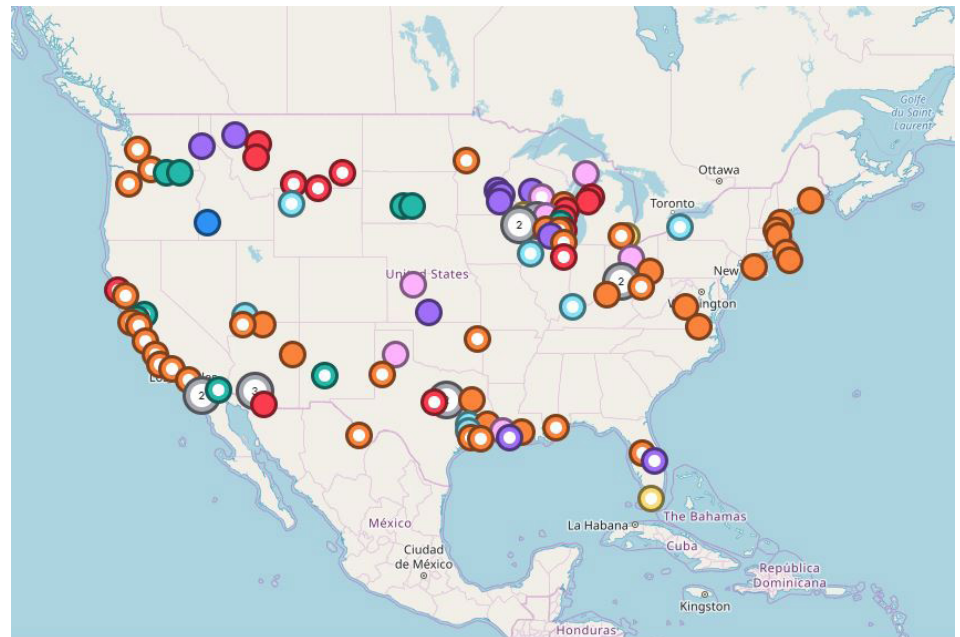 Golfe
du Saint-
Laurent
Ottawa
Toronto
2
United States
New
2
2
3
La Habana
The Bahamas
México
Cuba
Ciudad
de México
República
Dominicana
Kingston
Honduras